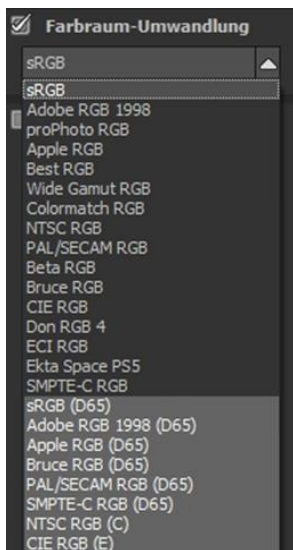 Farbraum-Umwandlung
sRGB
sRGB
Adobe RGB 1998
proPhoto RGB
Apple RGB
Best RGB
Wide Gamut RGB
Colormatch RGB
NTSC RGB
PAL/SECAM RGB
Beta RGB
Bruce RGB
CIE RGB
Don RGB 4
ECI RGB
Ekta Space PS5
SMPTE-C RGB
sRGB (D65)
Adobe RGB 1998 (D65)
Apple RGB (D65)
Bruce RGB (D65)
PAL/SECAM RGB (D65)
SMPTE-C RGB (D65)
NTSC RGB (C)
CIE RGB (E)